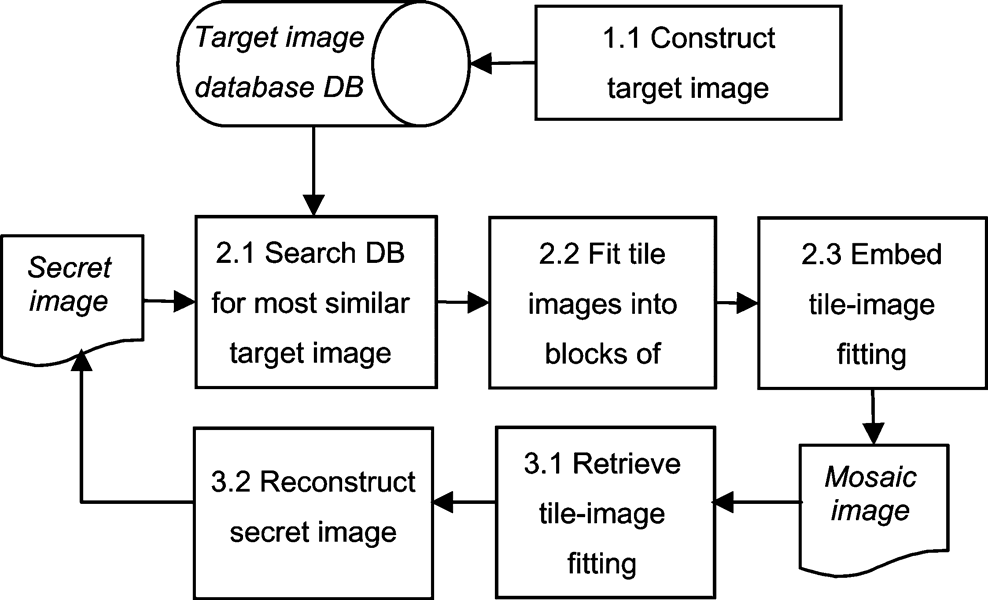 Target image
database DB
1.1 Construct
target image
Secret
image
2.1 Search DB
for most similar
target image
2.2 Fit tile
images into
blocks of
2.3 Embed
tile-image
fitting
3.2 Reconstruct
secret image
3.1 Retrieve
tile-image
fitting
Mosaic
image